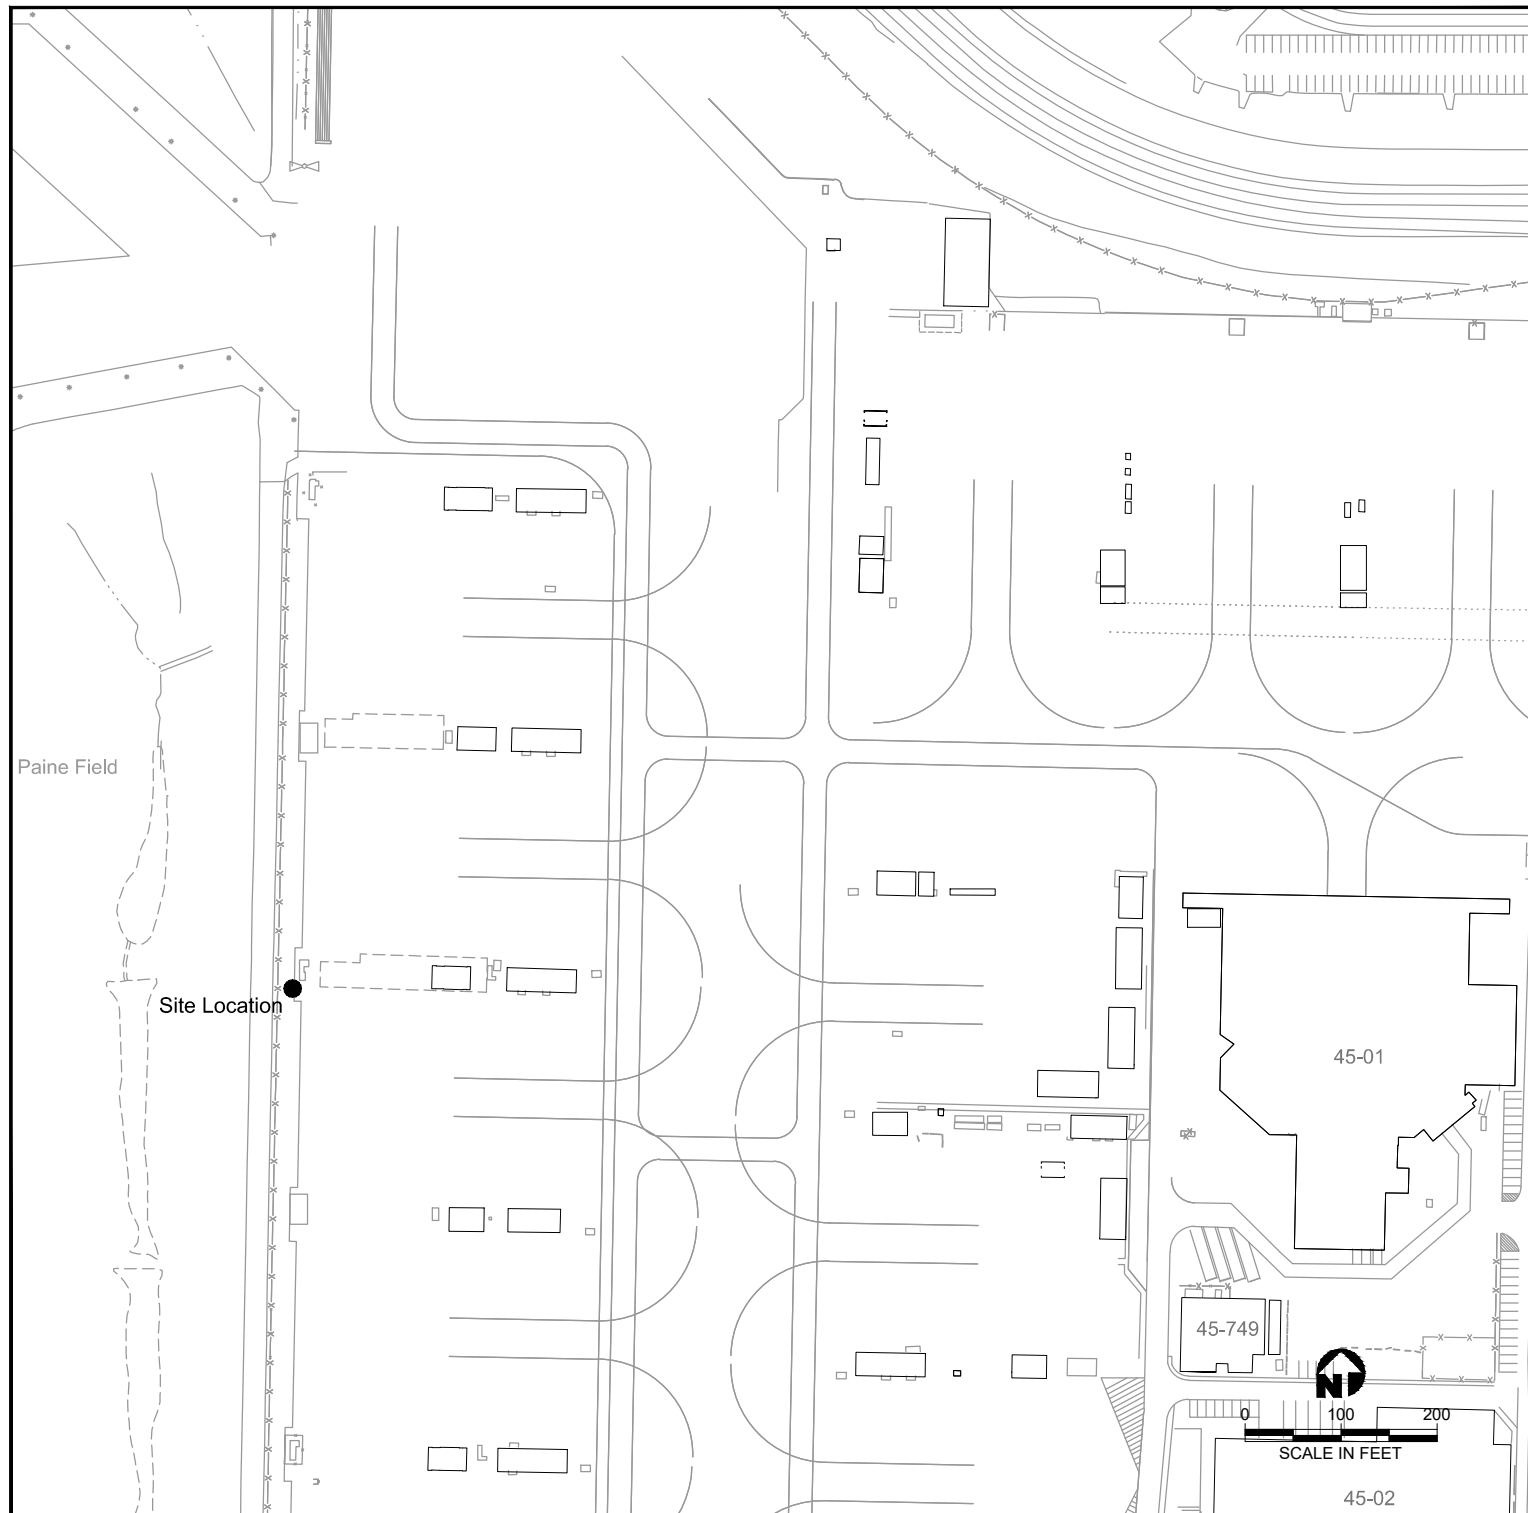 Paine Field
Site Location
45-01
45-749
N
0 100 200
SCALE IN FEET
45-02